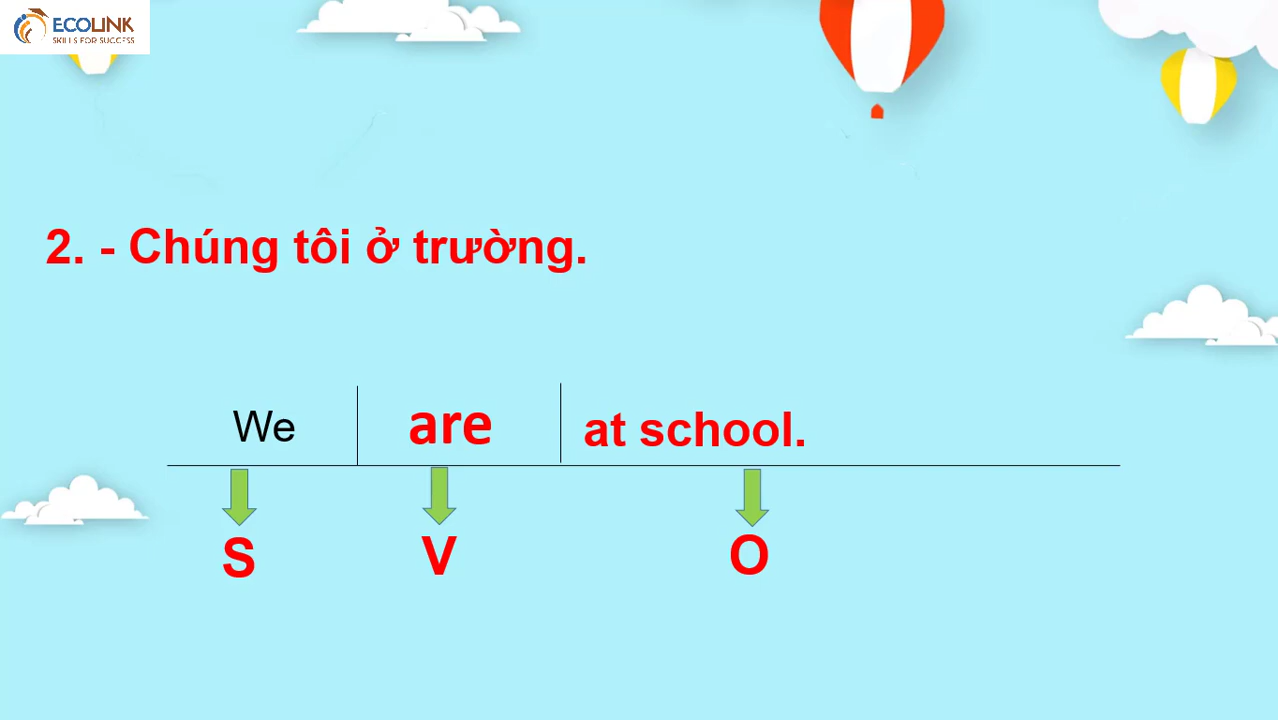 ECOLINK
SKILLS FOR SUCCESS
2. - Chúng tôi ở trường.
We are at school.
S V O